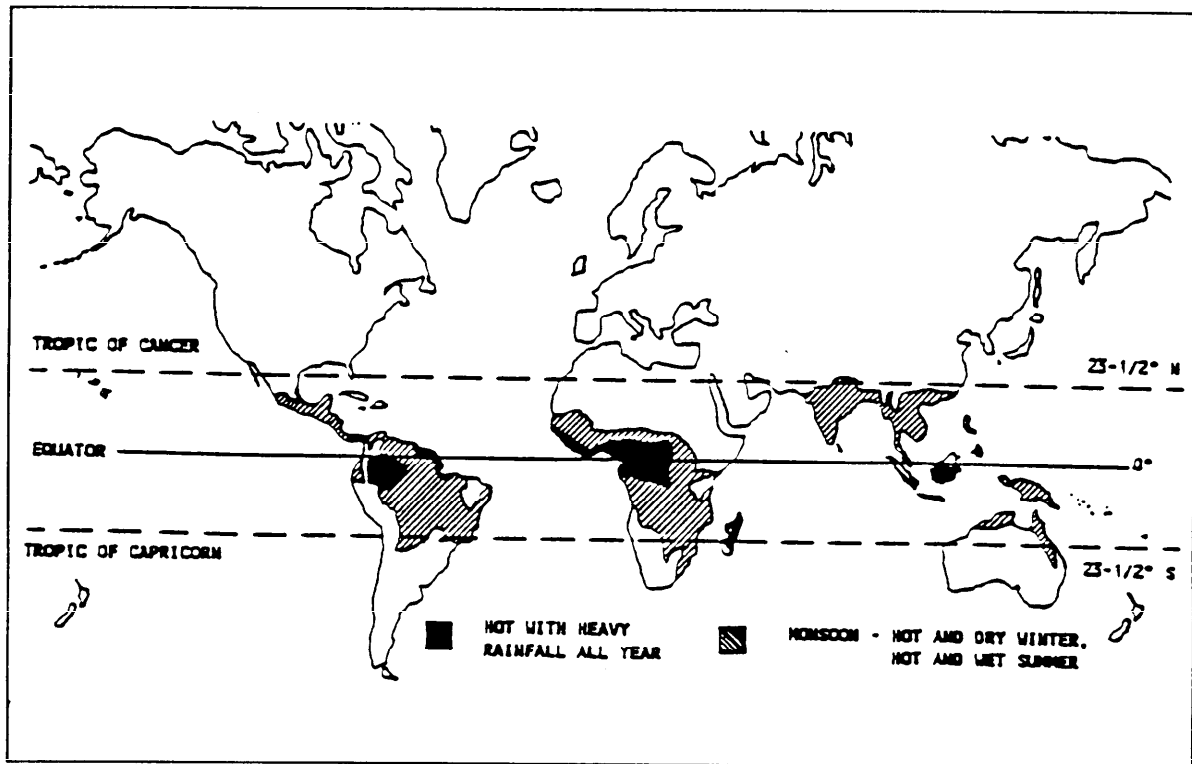 TROPIC OF CANCER
23-1/2° N
EQUATOR
0°
TROPIC OF CAPRICORN
23-1/2° S
HOT WITH HEAVY
RAINFALL ALL YEAR
MONSOON - HOT AND DRY WINTER,
HOT AND WET SUMMER